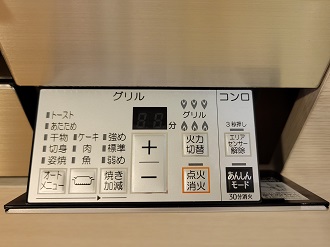 グリル
コンロ
トースト
あたため
干物 ケーキ 強め
切身 肉 標準
姿焼 魚 弱め
オート
メニュー
焼き
加減
＋
－
分
グリル
火力
切替
点火
消火
3秒押し
エリア
センサー
解除
あんしん
モード
30分消火